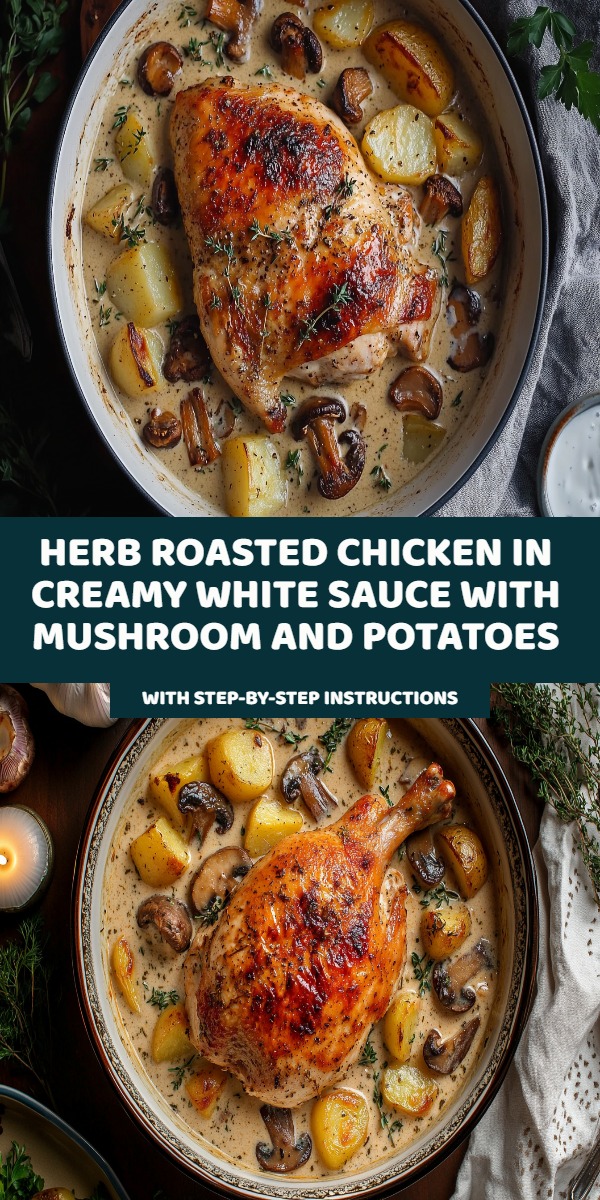 HERB ROASTED CHICKEN IN
CREAMY WHITE SAUCE WITH
MUSHROOM AND POTATOES
WITH STEP-BY-STEP INSTRUCTIONS